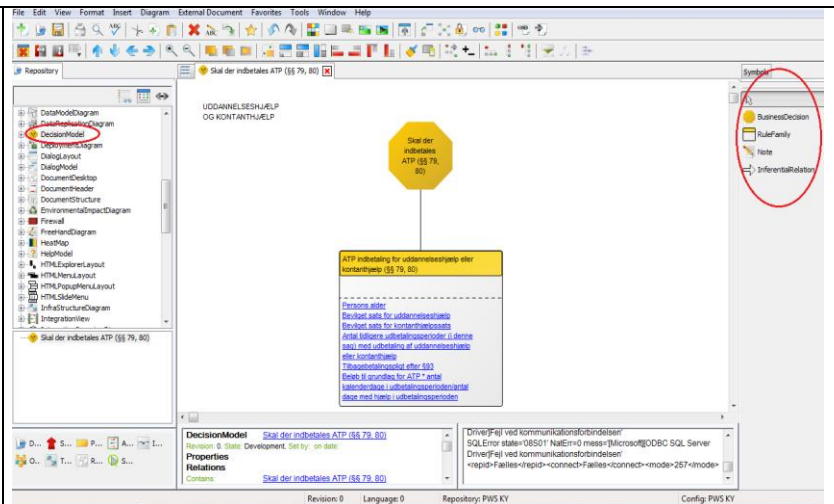 File Edit View Format Insert Diagram External Document Favorites Tools Window Help
Repository
Skal der indbetales ATP (§§ 79, 80)
Symbols
DataModelDiagram
DataReplicationDiagram
DecisionModel
DeploymentDiagram
DialogLayout
DialogModel
DocumentDesktop
DocumentHeader
DocumentStructure
EnvironmentalImpactDiagram
Firewall
FreeHandDiagram
HeatMap
HelpModel
HTMLExplorerLayout
HTMLMenuLayout
HTMLPopupMenuLayout
HTMLSlideMenu
InfraStructureDiagram
IntegrationView
Skal der indbetales ATP (§§ 79, 80)
UDDANNELSESHJÆLP
OG KONTANTHJÆLP
Skal der
indbetales
ATP (§§ 79,
80)
ATP indbetaling for uddannelseshjælp eller
kontanthjælp (§§ 79, 80)
Persons alder
Bevilget sats for uddannelseshjælp
Bevilget sats for kontanthjælpssats
Antal tidligere udbetalingsperioder (i denne
sag) med udbetaling af uddannelseshjælp
eller kontanthjælp
Tilbagebetalingspligt efter §93
Beløb til grundlag for ATP * antal
kalenderdage i udbetalingsperioden/antal
dage med hjælp i udbetalingsperioden
BusinessDecision
RuleFamily
Note
InferentialRelation
D... S... P... A... I...
O.. T... R... S...
DecisionModel Skal der indbetales ATP (§§ 79, 80)
Revision: 0. State: Development. Set by: on date:
Properties
Relations
Contains: Skal der indbetales ATP (§§ 79, 80)
Driver]Fejl ved kommunikationsforbindelsen'
SQLError state='08S01' NatErr=0 mess='[Microsoft][ODBC SQL Server
Driver]Fejl ved kommunikationsforbindelsen'
<repid>Fælles</repid><connect>Fælles</connect><mode>267</mode>
Revision: 0 Language: 0 Repository: PWS KY Config: PWS KY